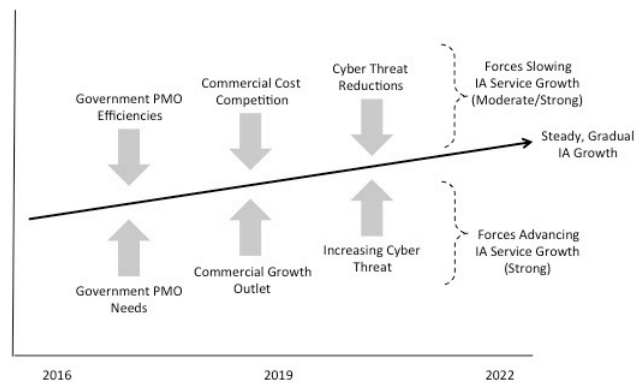 Government PMO
Efficiencies
Commercial Cost
Competition
Cyber Threat
Reductions
Forces Slowing
IA Service Growth
(Moderate/Strong)
Steady, Gradual
IA Growth
Government PMO
Needs
Commercial Growth
Outlet
Increasing Cyber
Threat
Forces Advancing
IA Service Growth
(Strong)
2016
2019
2022